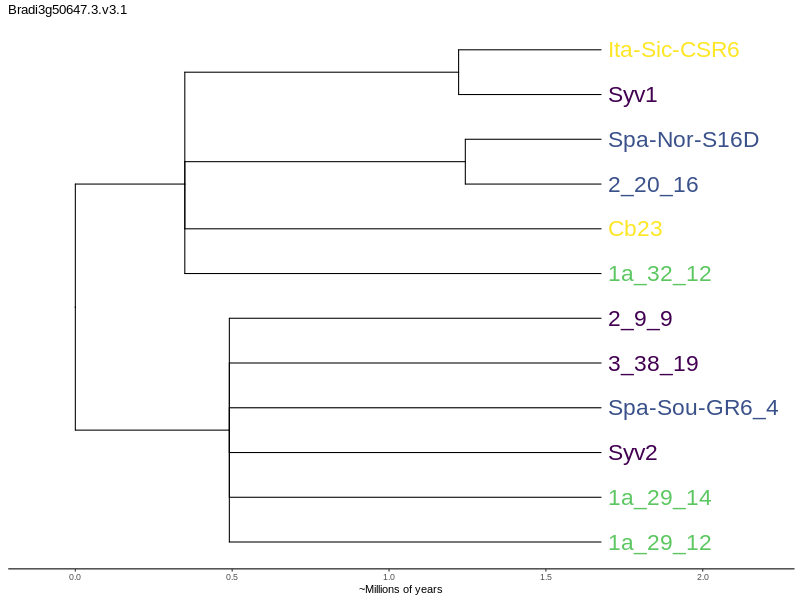 Bradi3g50647.3.v3.1
Ita-Sic-CSR6
Syv1
Spa-Nor-S16D
2_20_16
Cb23
1a_32_12
2_9_9
3_38_19
Spa-Sou-GR6_4
Syv2
1a_29_14
1a_29_12
0.0 0.5 1.0 1.5 2.0
~Millions of years